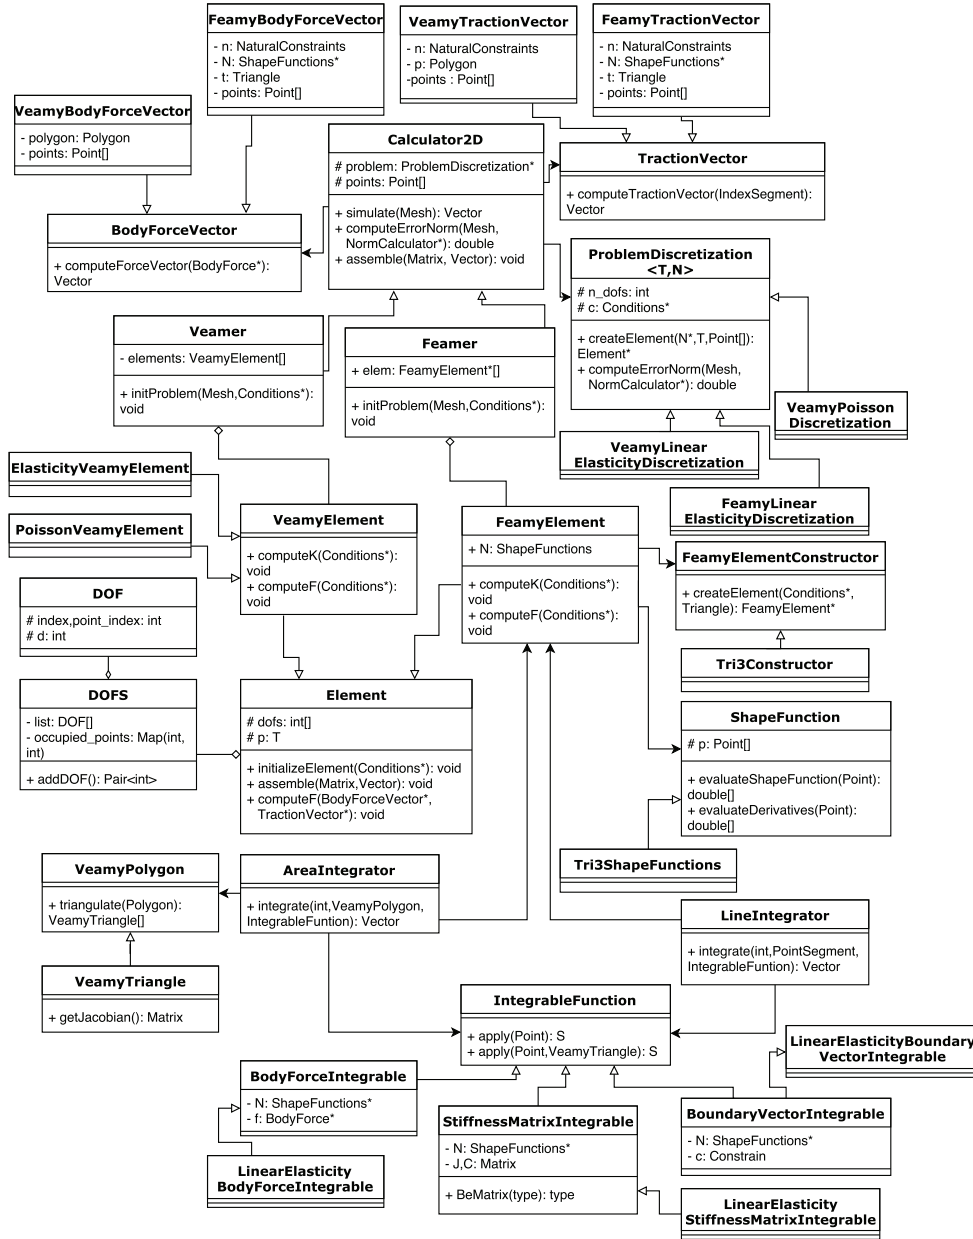 FeamyBodyForceVector
- n: NaturalConstraints
- N: ShapeFunctions*
- t: Triangle
- points: Point[]
VeamyTractionVector
- n: NaturalConstraints
- p: Polygon
-points : Point[]
FeamyTractionVector
- n: NaturalConstraints
- N: ShapeFunctions*
- t: Triangle
- points: Point[]
VeamyBodyForceVector
- polygon: Polygon
- points: Point[]
Calculator2D
# problem: ProblemDiscretization*
# points: Point[]
+ simulate(Mesh): Vector
+ computeErrorNorm(Mesh,
NormCalculator*): double
+ assemble(Matrix, Vector): void
TractionVector
+ computeTractionVector(IndexSegment):
Vector
BodyForceVector
+ computeForceVector(BodyForce*):
Vector
ProblemDiscretization
<T,N>
# n_dofs: int
# c: Conditions*
+ createElement(N*,T,Point[]):
Element*
+ computeErrorNorm(Mesh,
NormCalculator*): double
Veamer
- elements: VeamyElement[]
+ initProblem(Mesh,Conditions*):
void
Feamer
+ elem: FeamyElement*[]
+ initProblem(Mesh,Conditions*):
void
VeamyPoisson
Discretization
VeamyLinear
ElasticityDiscretization
FeamyLinear
ElasticityDiscretization
ElasticityVeamyElement
PoissonVeamyElement
VeamyElement
+ computeK(Conditions*):
void
+ computeF(Conditions*):
void
FeamyElement
+ N: ShapeFunctions
+ computeK(Conditions*):
void
+ computeF(Conditions*):
void
FeamyElementConstructor
+ createElement(Conditions*,
Triangle): FeamyElement*
Tri3Constructor
DOF
# index,point_index: int
# d: int
DOFS
- list: DOF[]
- occupied_points: Map(int,
int)
+ addDOF(): Pair<int>
Element
# dofs: int[]
# p: T
+ initializeElement(Conditions*): void
+ assemble(Matrix,Vector): void
+ computeF(BodyForceVector*,
TractionVector*): void
ShapeFunction
# p: Point[]
+ evaluateShapeFunction(Point):
double[]
+ evaluateDerivatives(Point):
double[]
Tri3ShapeFunctions
VeamyPolygon
+ triangulate(Polygon):
VeamyTriangle[]
AreaIntegrator
+ integrate(int,VeamyPolygon,
IntegrableFuntion): Vector
LineIntegrator
+ integrate(int,PointSegment,
IntegrableFuntion): Vector
VeamyTriangle
+ getJacobian(): Matrix
IntegrableFunction
+ apply(Point): S
+ apply(Point,VeamyTriangle): S
LinearElasticityBoundary
VectorIntegrable
BodyForceIntegrable
- N: ShapeFunctions*
- f: BodyForce*
StiffnessMatrixIntegrable
- N: ShapeFunctions*
- J,C: Matrix
+ BeMatrix(type): type
BoundaryVectorIntegrable
- N: ShapeFunctions*
- c: Constrain
LinearElasticity
BodyForceIntegrable
LinearElasticity
StiffnessMatrixIntegrable